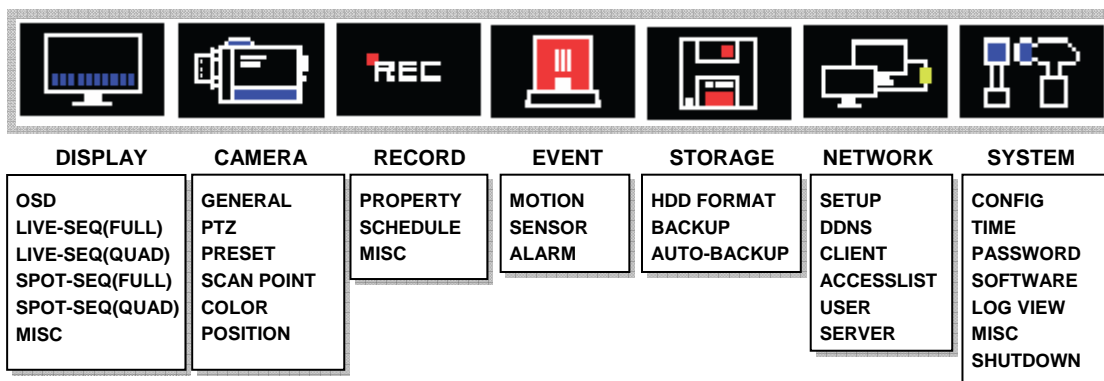 REC
DISPLAY
OSD
LIVE-SEQ(FULL)
LIVE-SEQ(QUAD)
SPOT-SEQ(FULL)
SPOT-SEQ(QUAD)
MISC
CAMERA
GENERAL
PTZ
PRESET
SCAN POINT
COLOR
POSITION
RECORD
PROPERTY
SCHEDULE
MISC
EVENT
MOTION
SENSOR
ALARM
STORAGE
HDD FORMAT
BACKUP
AUTO-BACKUP
NETWORK
SETUP
DDNS
CLIENT
ACCESSLIST
USER
SERVER
SYSTEM
CONFIG
TIME
PASSWORD
SOFTWARE
LOG VIEW
MISC
SHUTDOWN